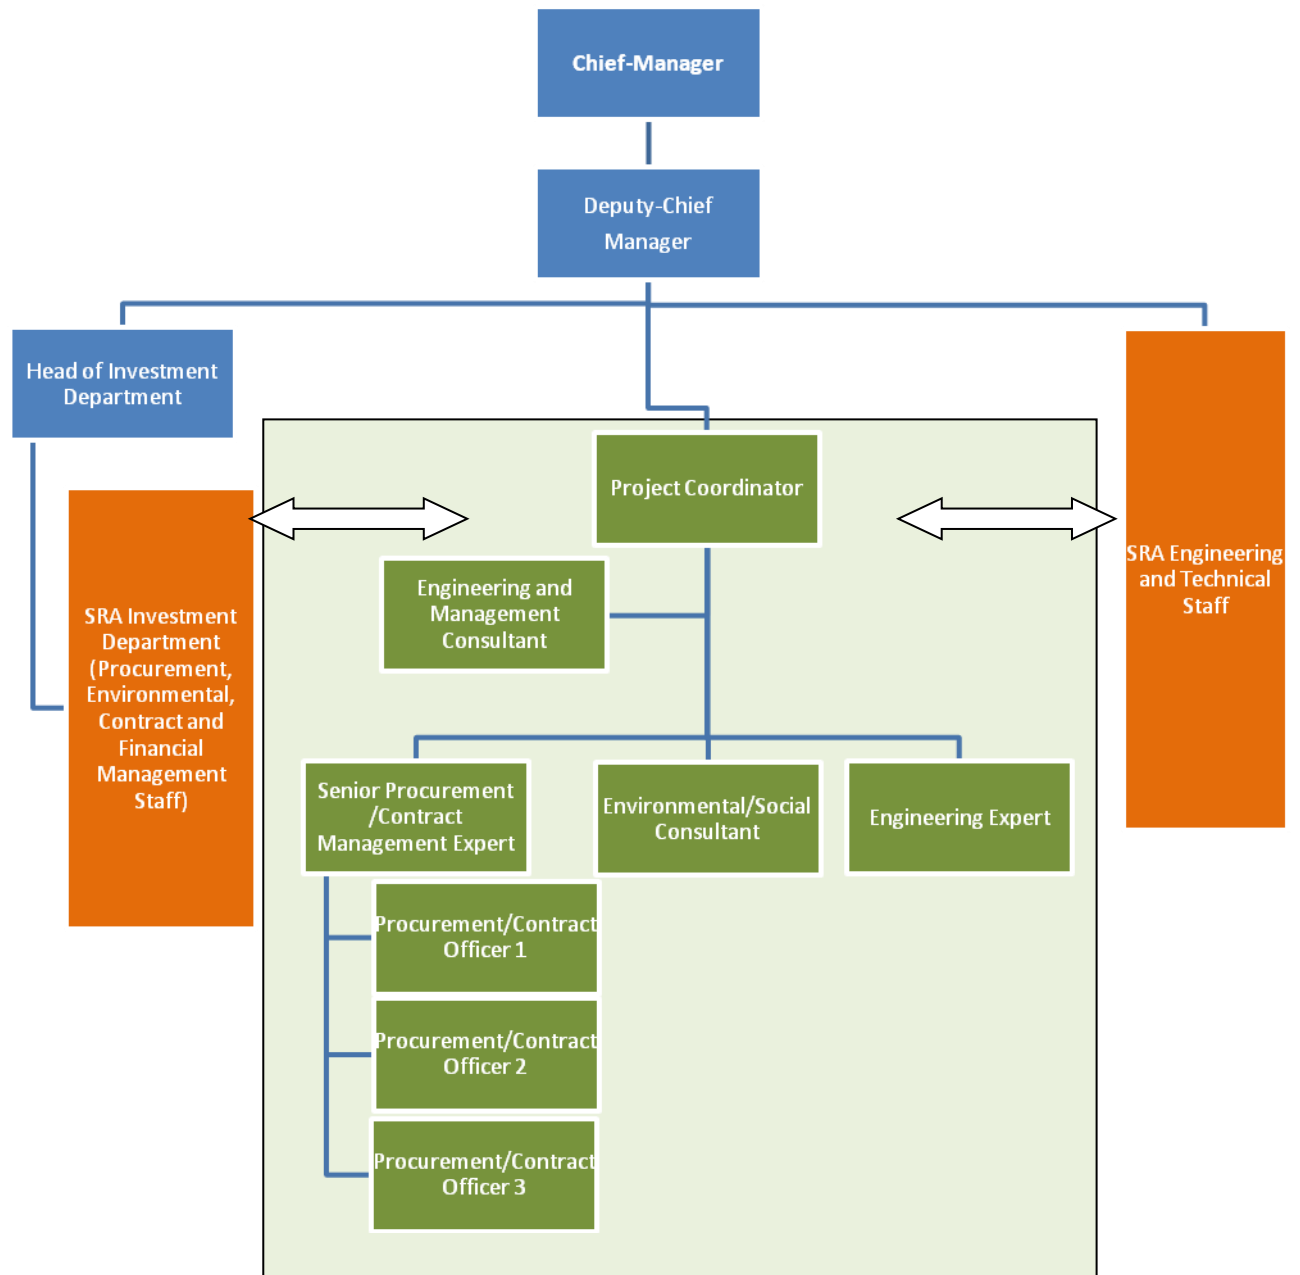 Chief-Manager
Deputy-Chief
Manager
Head of Investment
Department
Project Coordinator
SRA Engineering
and Technical
Staff
Engineering and
Management
Consultant
SRA Investment
Department
(Procurement,
Environmental,
Contract and
Financial
Management
Staff)
Senior Procurement
/Contract
Management Expert
Environmental/Social
Consultant
Engineering Expert
Procurement/Contract
Officer 1
Procurement/Contract
Officer 2
Procurement/Contract
Officer 3